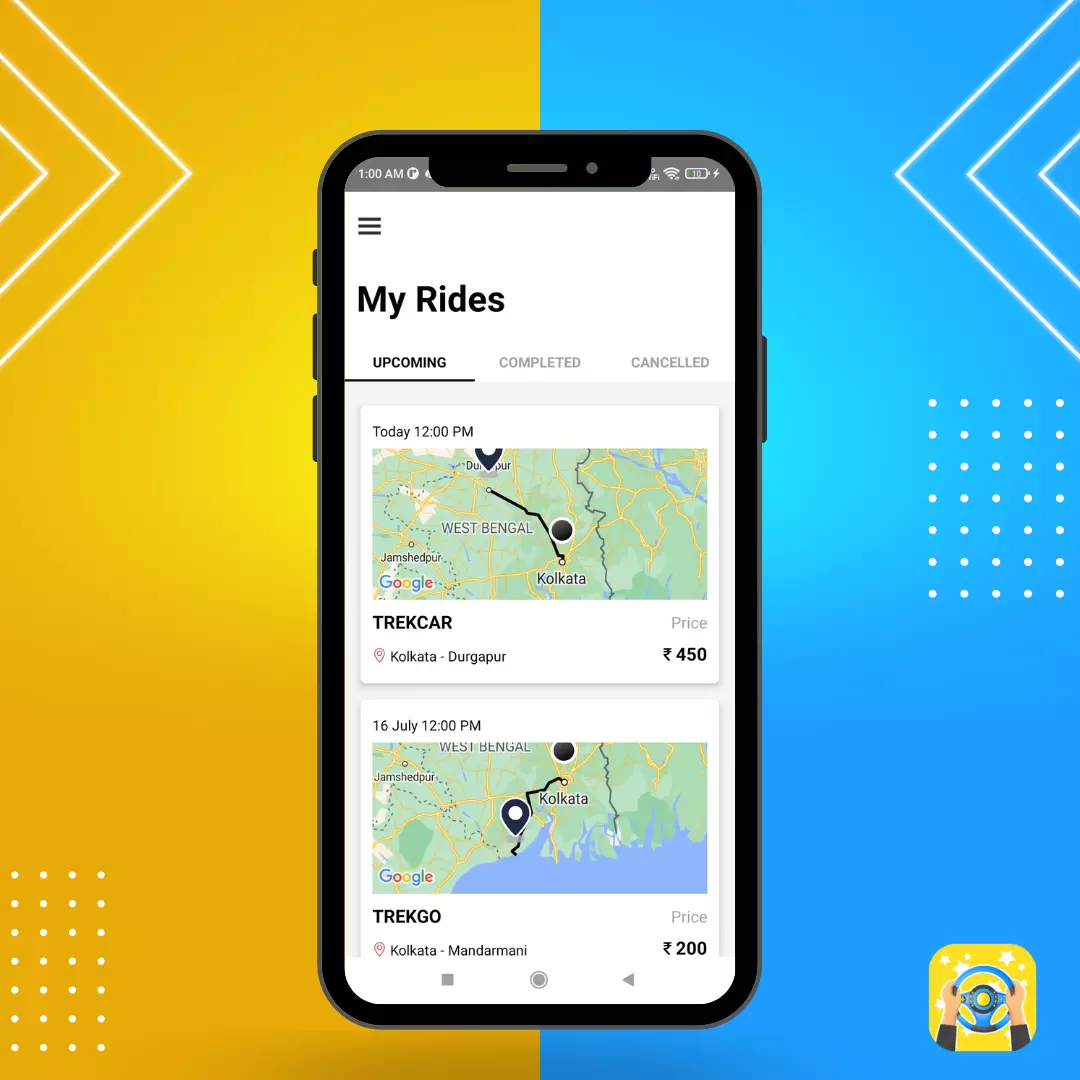 1:00 AM
10
My Rides
UPCOMING COMPLETED CANCELLED
Today 12:00 PM
WEST BENGAL
Jamshedpur
Kolkata
Google
TREKCAR Price
Kolkata - Durgapur ₹ 450
16 July 12:00 PM
WEST BENGAL
Jamshedpur
Kolkata
Google
TREKGO Price
Kolkata - Mandarmani ₹ 200